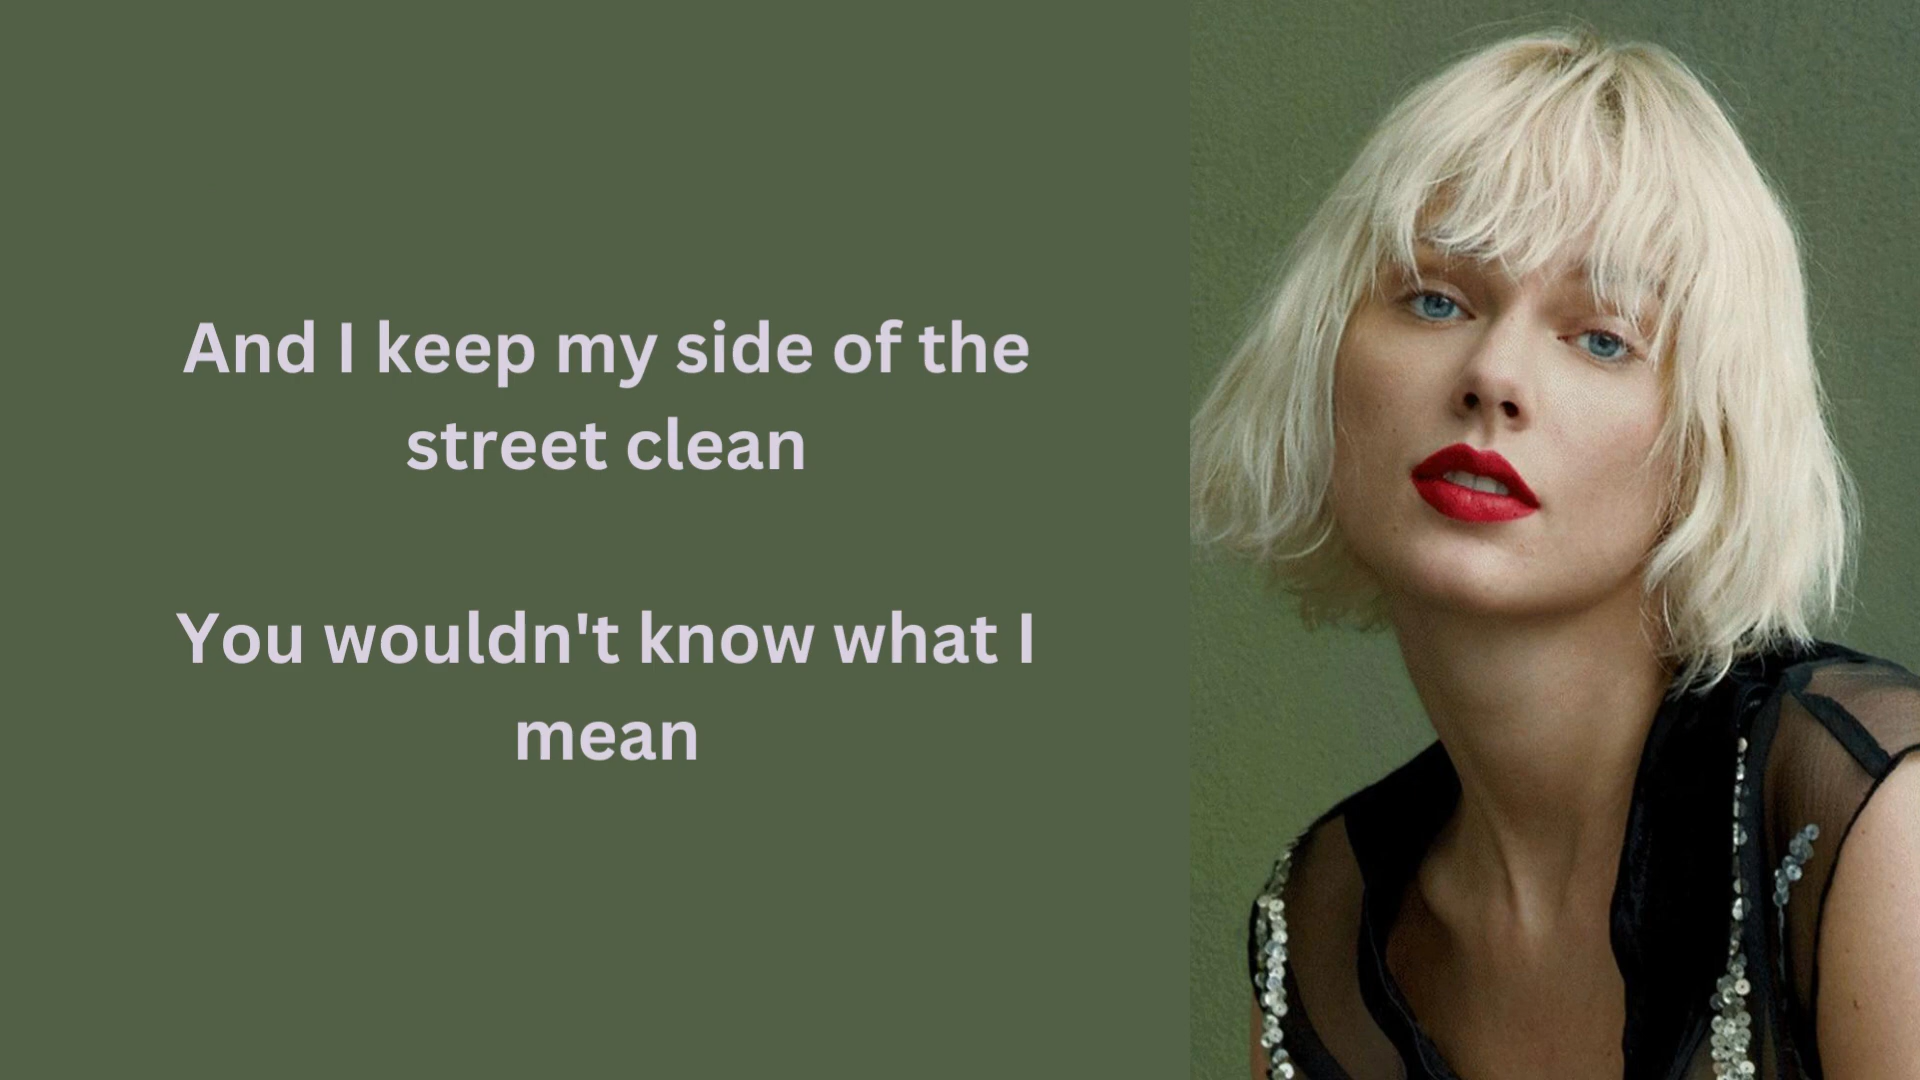 And I keep my side of the
street clean
You wouldn't know what I
mean